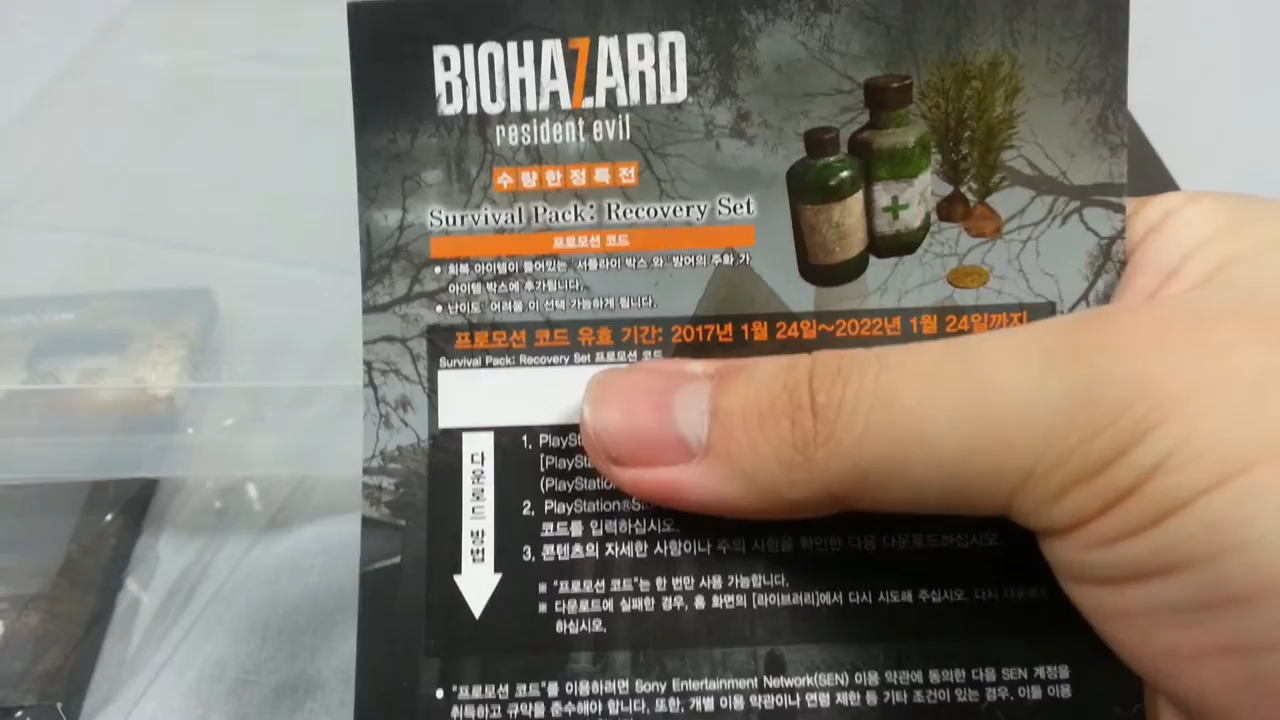 BIOHA7ARD
resident evil
수량한정특전
Survival Pack: Recovery Set
프로모션 코드
● 회복 아이템이 들어있는 '서플라이 박스'와 '방어의 주화'가
아이템 박스에 추가됩니다.
● 난이도 '어려움'이 선택 가능하게 됩니다.
프로모션 코드 유효 기간: 2017년 1월 24일~2022년 1월 24일까지
Survival Pack: Recovery Set 프로모션 코드
다운로드 방법
1. PlaySt
[PlaySta
(PlayStatio
2. PlayStation®St
코드를 입력하십시오.
3. 콘텐츠의 자세한 사항이나 주의 사항을 확인한 다음 다운로드하십시오.
※ "프로모션 코드"는 한 번만 사용 가능합니다.
※ 다운로드에 실패한 경우, 홈 화면의 [라이브러리]에서 다시 시도해 주십시오. 다시 다운로드
하십시오.
● "프로모션 코드"를 이용하려면 Sony Entertainment Network(SEN) 이용 약관에 동의한 다음 SEN 계정을
취득하고 규약을 준수해야 합니다. 또한, 개별 이용 약관이나 연령 제한 등 기타 조건이 있는 경우, 이들 이용